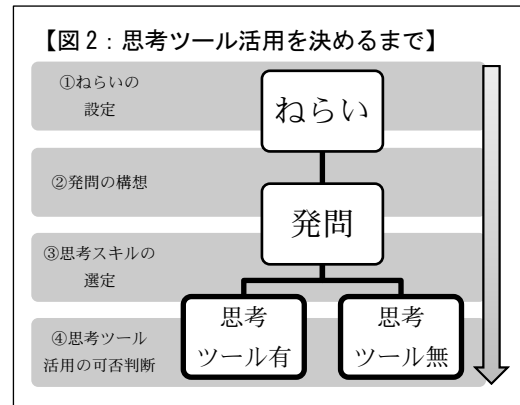 【図2：思考ツール活用を決めるまで】
①ねらいの
設定
ねらい
②発問の構想
発問
③思考スキルの
選定
思考
ツール有
思考
ツール無
④思考ツール
活用の可否判断